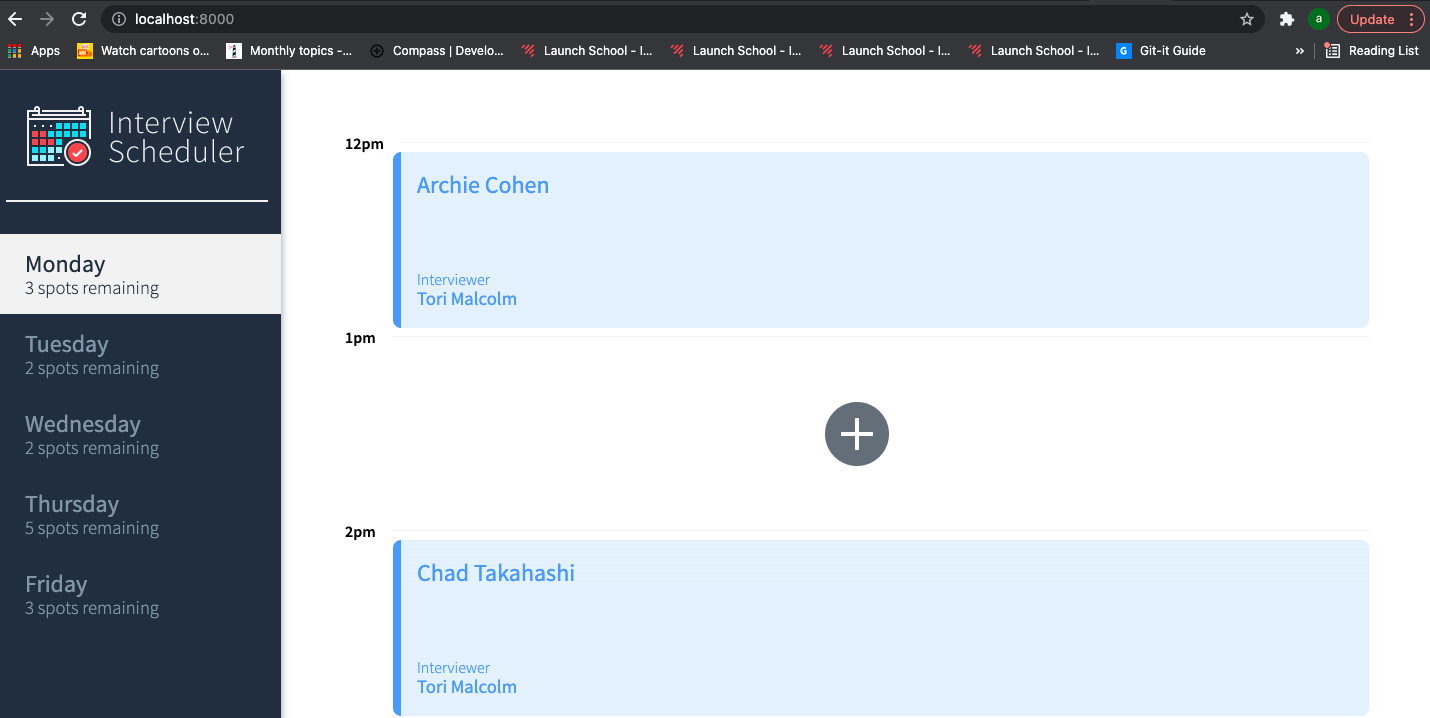 localhost:8000
a
Update
Apps
Watch cartoons o...
Monthly topics -...
Compass | Develo...
Launch School - I...
Launch School - I...
Launch School - I...
Launch School - I...
G
Git-it Guide
»
Reading List
Interview
Scheduler
Monday
3 spots remaining
Tuesday
2 spots remaining
Wednesday
2 spots remaining
Thursday
5 spots remaining
Friday
3 spots remaining
12pm
Archie Cohen
Interviewer
Tori Malcolm
1pm
2pm
Chad Takahashi
Interviewer
Tori Malcolm